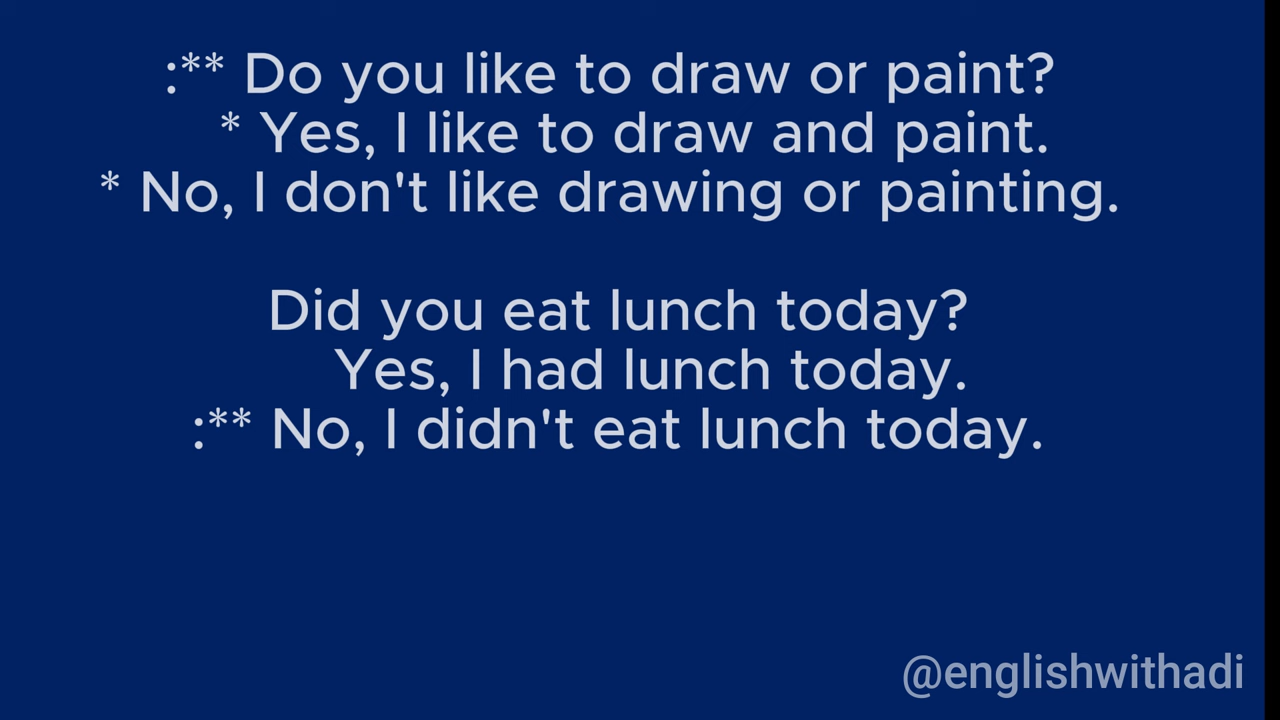 :** Do you like to draw or paint?
* Yes, I like to draw and paint.
* No, I don't like drawing or painting.
Did you eat lunch today?
Yes, I had lunch today.
:** No, I didn't eat lunch today.
@englishwithadi